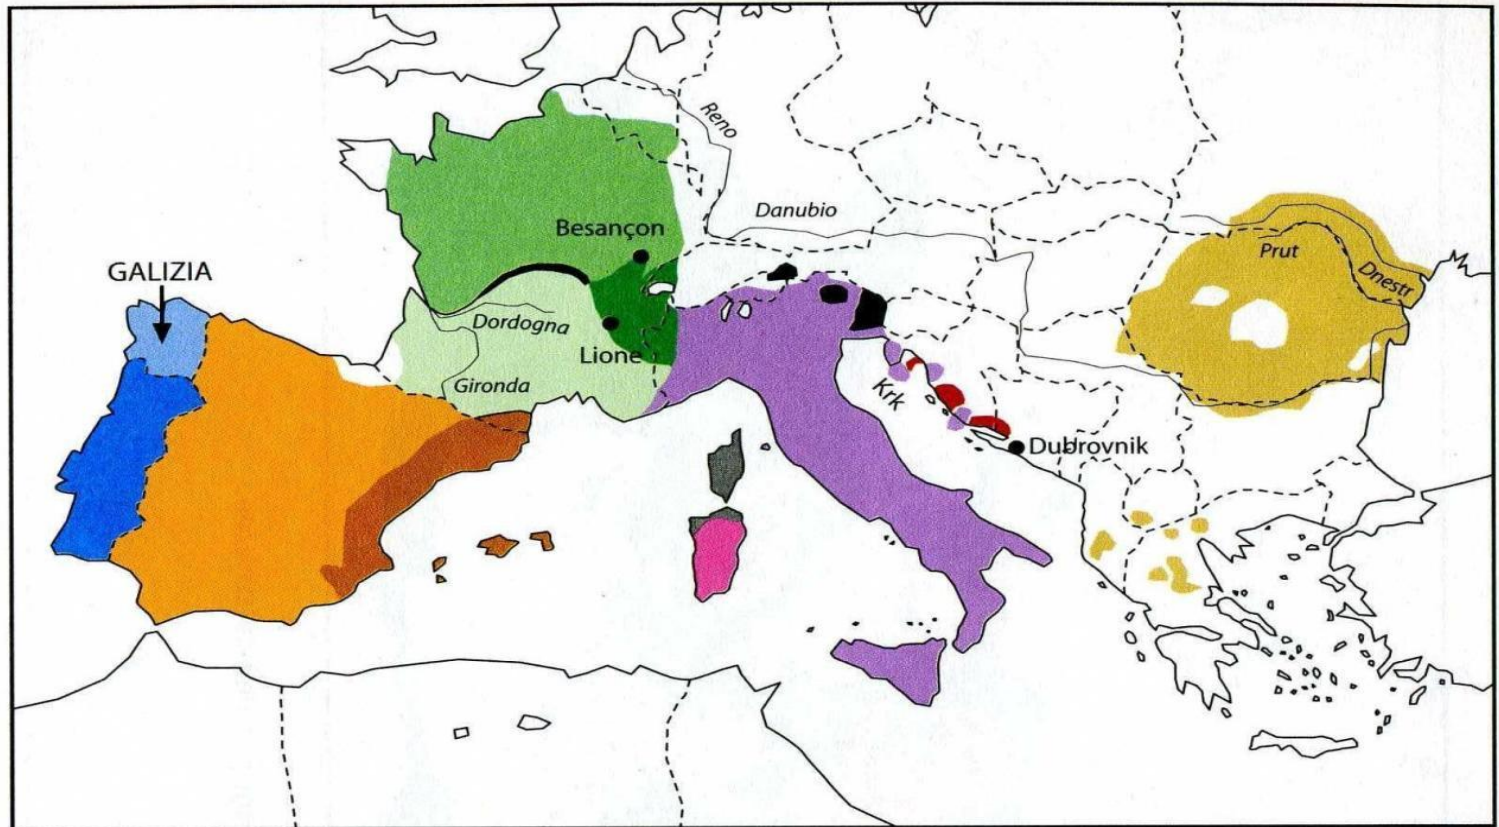 Reno
Danubio
Besançon
Prut
Dnestr
GALIZIA
Dordogna
Lione
Gironda
Krk
Dubrovnik